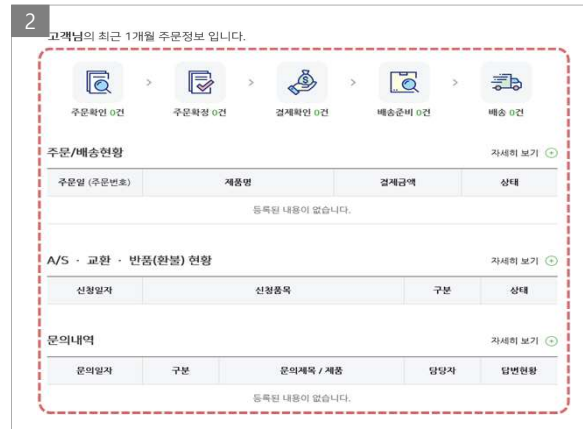 2
고객님의 최근 1개월 주문정보 입니다.
주문확인 0건 > 주문확정 0건 > 결제확인 0건 > 배송준비 0건 > 배송 0건
주문/배송현황 자세히 보기
주문일 (주문번호) 제품명 결제금액 상태
등록된 내용이 없습니다.
A/S · 교환 · 반품(환불) 현황 자세히 보기
신청일자 신청품목 구분 상태
문의내역 자세히 보기
문의일자 구분 문의제목 / 제품 담당자 답변현황
등록된 내용이 없습니다.